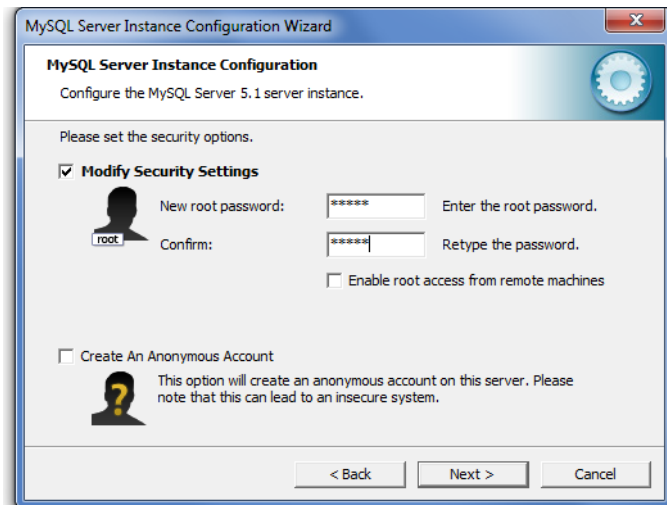 MySQL Server Instance Configuration Wizard
X
MySQL Server Instance Configuration
Configure the MySQL Server 5.1 server instance.
Please set the security options.
Modify Security Settings
New root password: ***** Enter the root password.
root
Confirm: ***** Retype the password.
Enable root access from remote machines
Create An Anonymous Account
?
This option will create an anonymous account on this server. Please
note that this can lead to an insecure system.
< Back Next > Cancel